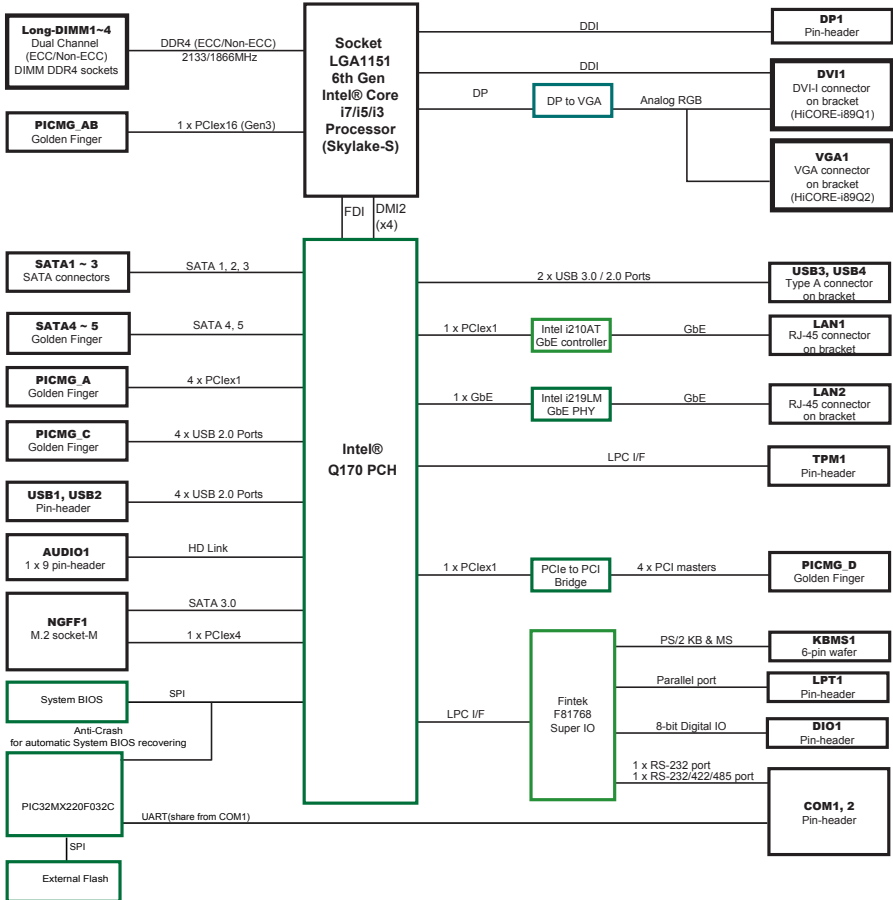 Long-DIMM1~4
Dual Channel
(ECC/Non-ECC)
DIMM DDR4 sockets
DDR4 (ECC/Non-ECC)
2133/1866MHz
PICMG_AB
Golden Finger
1 x PCIex16 (Gen3)
Socket
LGA1151
6th Gen
Intel® Core
i7/i5/i3
Processor
(Skylake-S)
DDI
DP1
Pin-header
DDI
DP
DP to VGA
Analog RGB
DVI1
DVI-I connector
on bracket
(HiCORE-i89Q1)
VGA1
VGA connector
on bracket
(HiCORE-i89Q2)
FDI
DMI2
(x4)
SATA1 ~ 3
SATA connectors
SATA 1, 2, 3
SATA4 ~ 5
Golden Finger
SATA 4, 5
PICMG_A
Golden Finger
4 x PCIex1
PICMG_C
Golden Finger
4 x USB 2.0 Ports
USB1, USB2
Pin-header
4 x USB 2.0 Ports
AUDIO1
1 x 9 pin-header
HD Link
NGFF1
M.2 socket-M
SATA 3.0
1 x PCIex4
System BIOS
SPI
Anti-Crash
for automatic System BIOS recovering
PIC32MX220F032C
UART(share from COM1)
SPI
External Flash
Intel®
Q170 PCH
2 x USB 3.0 / 2.0 Ports
USB3, USB4
Type A connector
on bracket
1 x PCIex1
Intel i210AT
GbE controller
GbE
LAN1
RJ-45 connector
on bracket
1 x GbE
Intel i219LM
GbE PHY
GbE
LAN2
RJ-45 connector
on bracket
LPC I/F
TPM1
Pin-header
1 x PCIex1
PCIe to PCI
Bridge
4 x PCI masters
PICMG_D
Golden Finger
LPC I/F
Fintek
F81768
Super IO
PS/2 KB & MS
KBMS1
6-pin wafer
Parallel port
LPT1
Pin-header
8-bit Digital IO
DIO1
Pin-header
1 x RS-232 port
1 x RS-232/422/485 port
COM1, 2
Pin-header